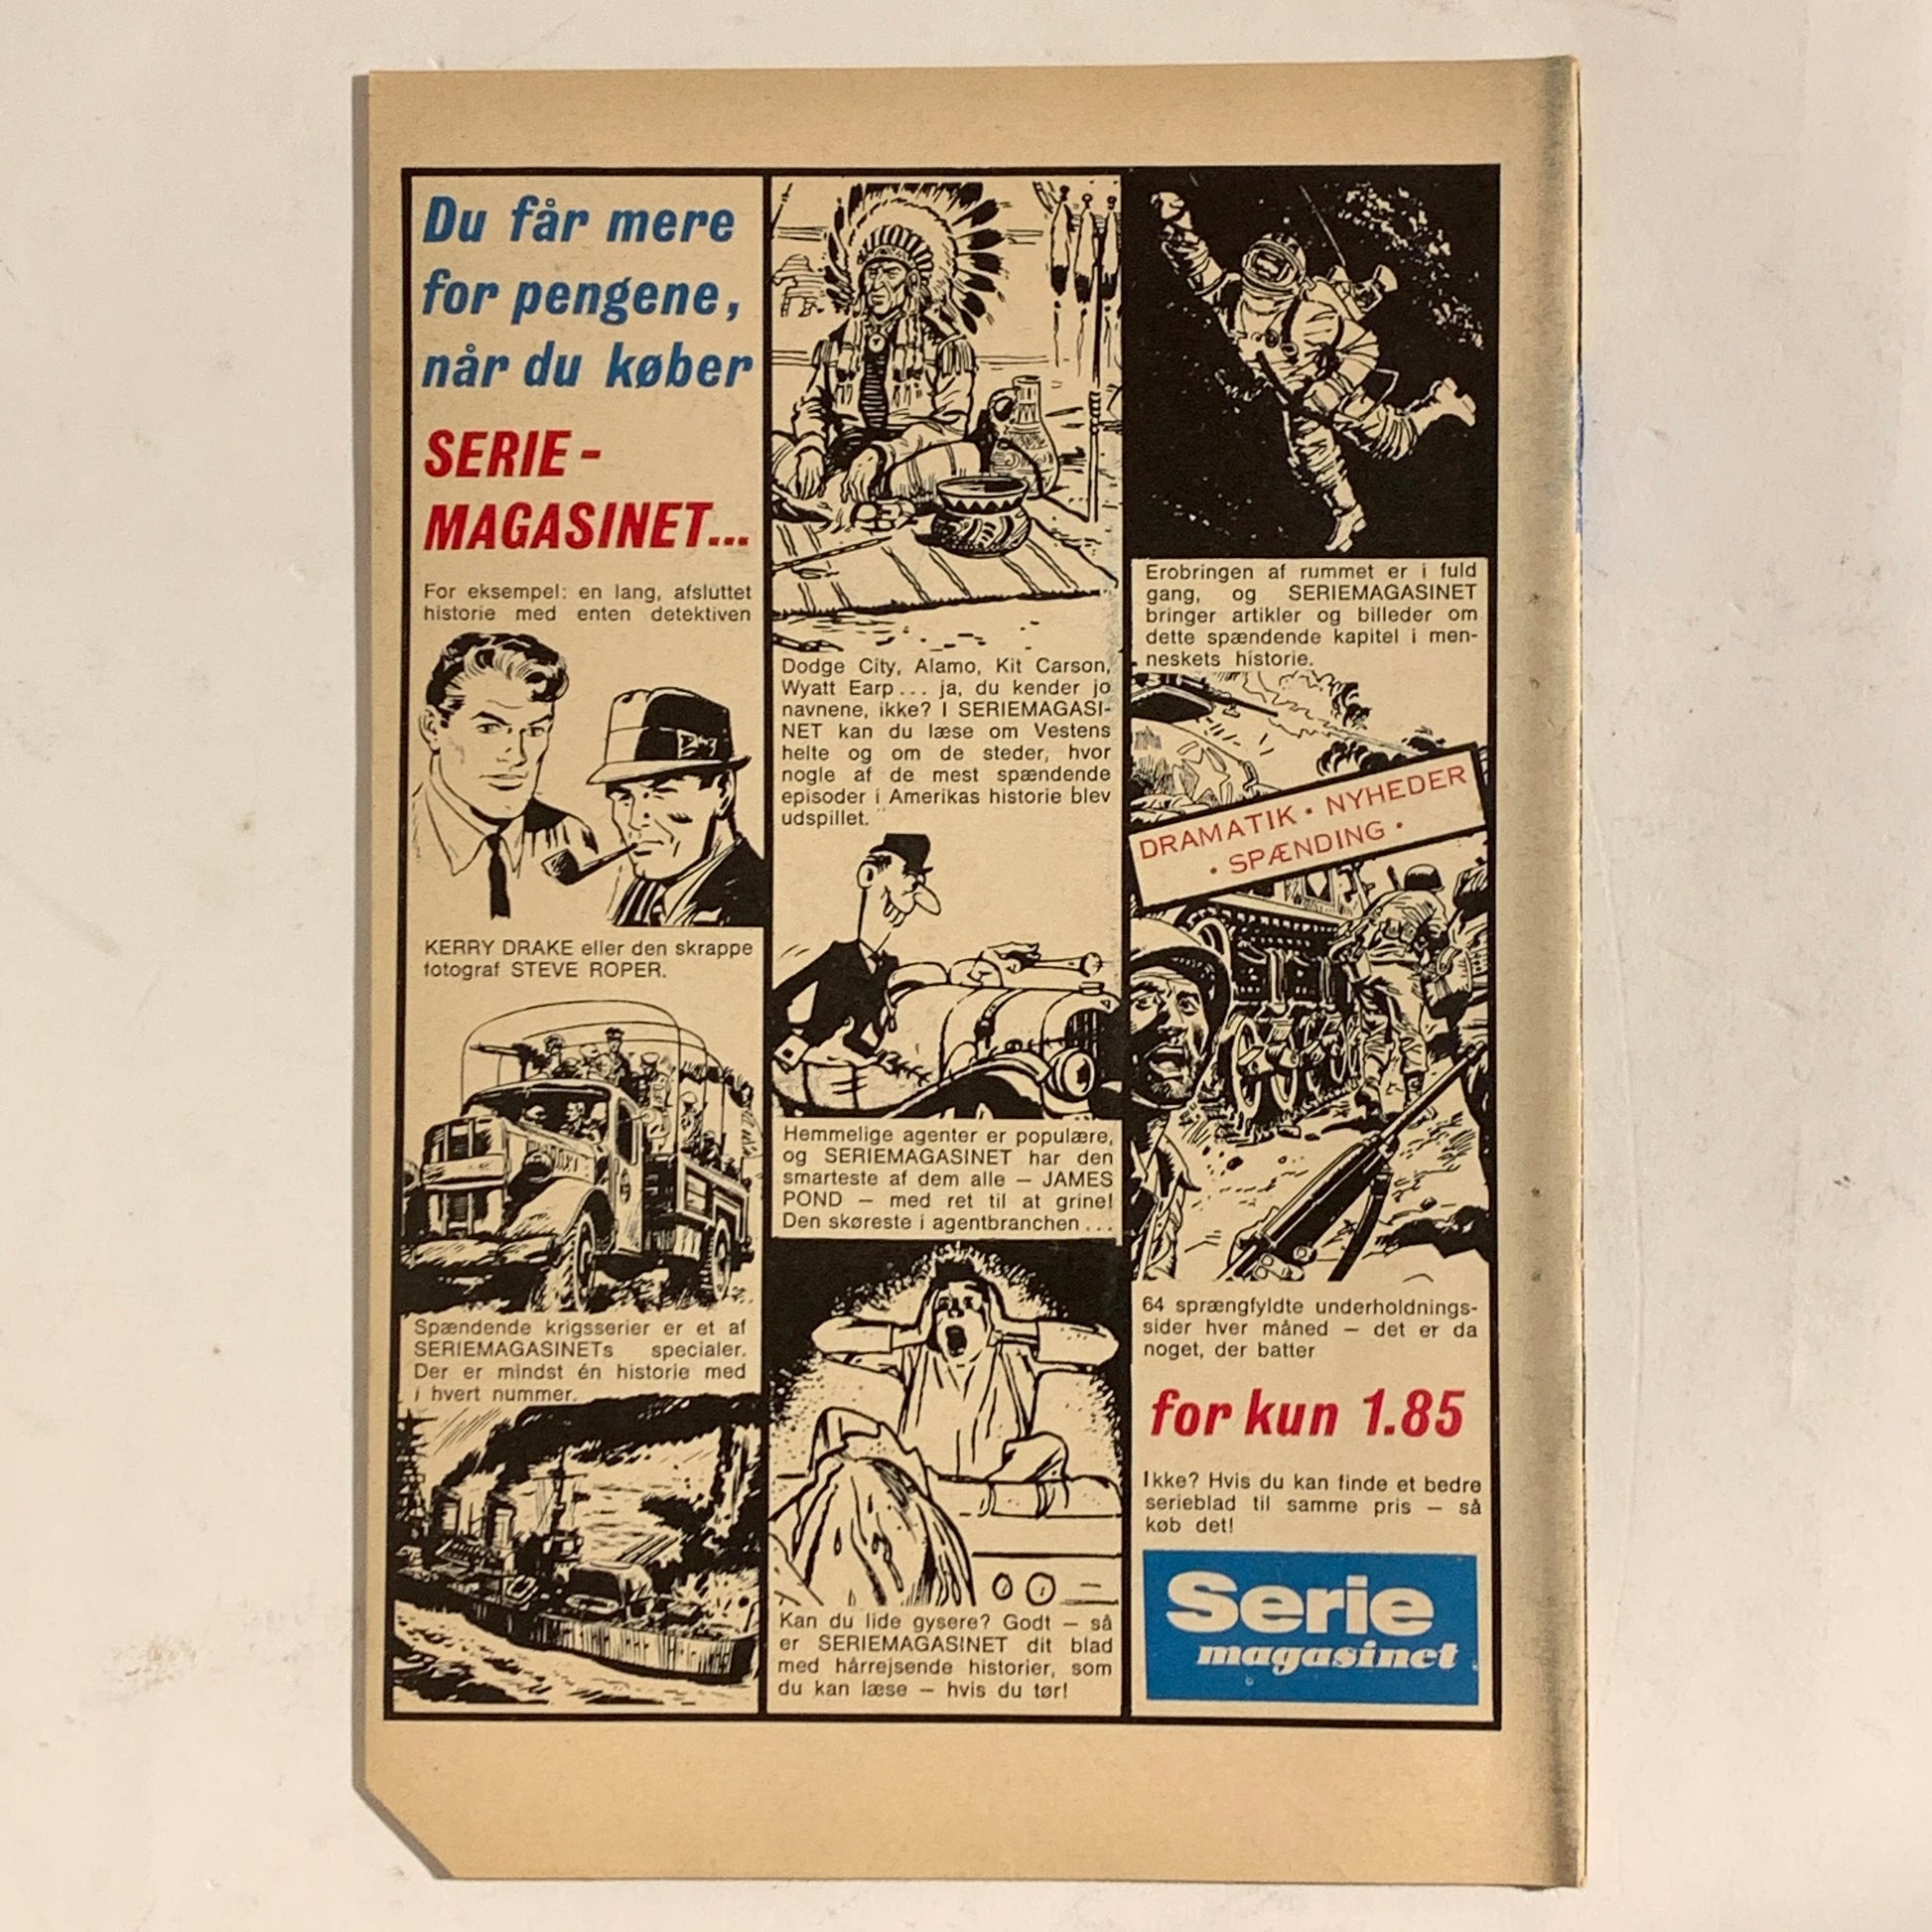 Du får mere
for pengene,
når du køber
SERIE-
MAGASINET...
For eksempel: en lang, afsluttet
historie med enten detektiven
KERRY DRAKE eller den skrappe
fotograf STEVE ROPER.
Spændende krigsserier er et af
SERIEMAGASINETs specialer.
Der er mindst én historie med
i hvert nummer.
Dodge City, Alamo, Kit Carson,
Wyatt Earp... ja, du kender jo
navnene, ikke? I SERIEMAGASI-
NET kan du læse om Vestens
helte og om de steder, hvor
nogle af de mest spændende
episoder i Amerikas historie blev
udspillet.
Hemmelige agenter er populære,
og SERIEMAGASINET har den
smarteste af dem alle – JAMES
POND – med ret til at grine!
Den skøreste i agentbranchen...
Kan du lide gysere? Godt – så
er SERIEMAGASINET dit blad
med hårrejsende historier, som
du kan læse – hvis du tør!
Erobringen af rummet er i fuld
gang, og SERIEMAGASINET
bringer artikler og billeder om
dette spændende kapitel i men-
neskets historie.
DRAMATIK • NYHEDER
• SPÆNDING •
64 sprængfyldte underholdnings-
sider hver måned – det er da
noget, der batter
for kun 1.85
Ikke? Hvis du kan finde et bedre
serieblad til samme pris – så
køb det!
Serie
magasinet